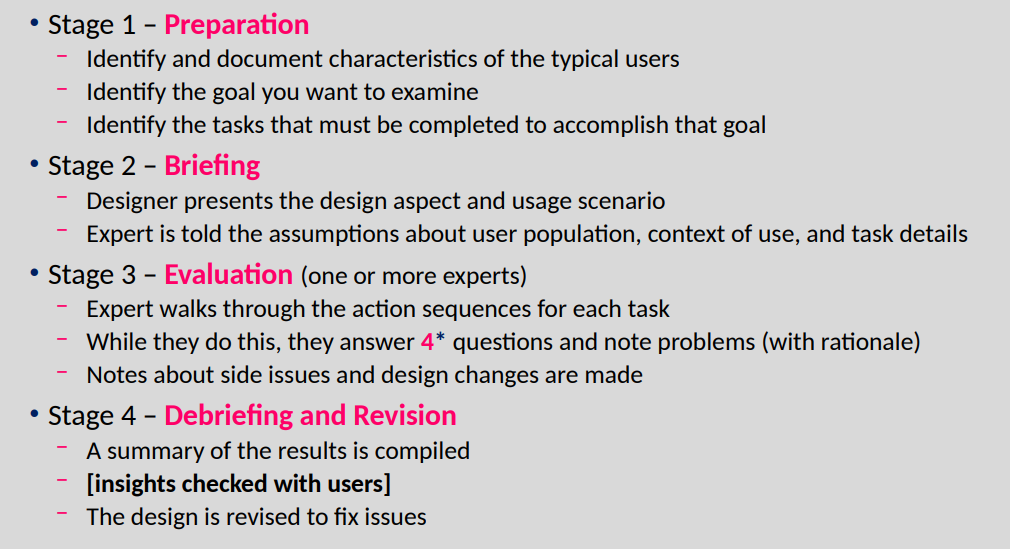 • Stage 1 – Preparation
– Identify and document characteristics of the typical users
– Identify the goal you want to examine
– Identify the tasks that must be completed to accomplish that goal
• Stage 2 – Briefing
– Designer presents the design aspect and usage scenario
– Expert is told the assumptions about user population, context of use, and task details
• Stage 3 – Evaluation (one or more experts)
– Expert walks through the action sequences for each task
– While they do this, they answer 4* questions and note problems (with rationale)
– Notes about side issues and design changes are made
• Stage 4 – Debriefing and Revision
– A summary of the results is compiled
– [insights checked with users]
– The design is revised to fix issues